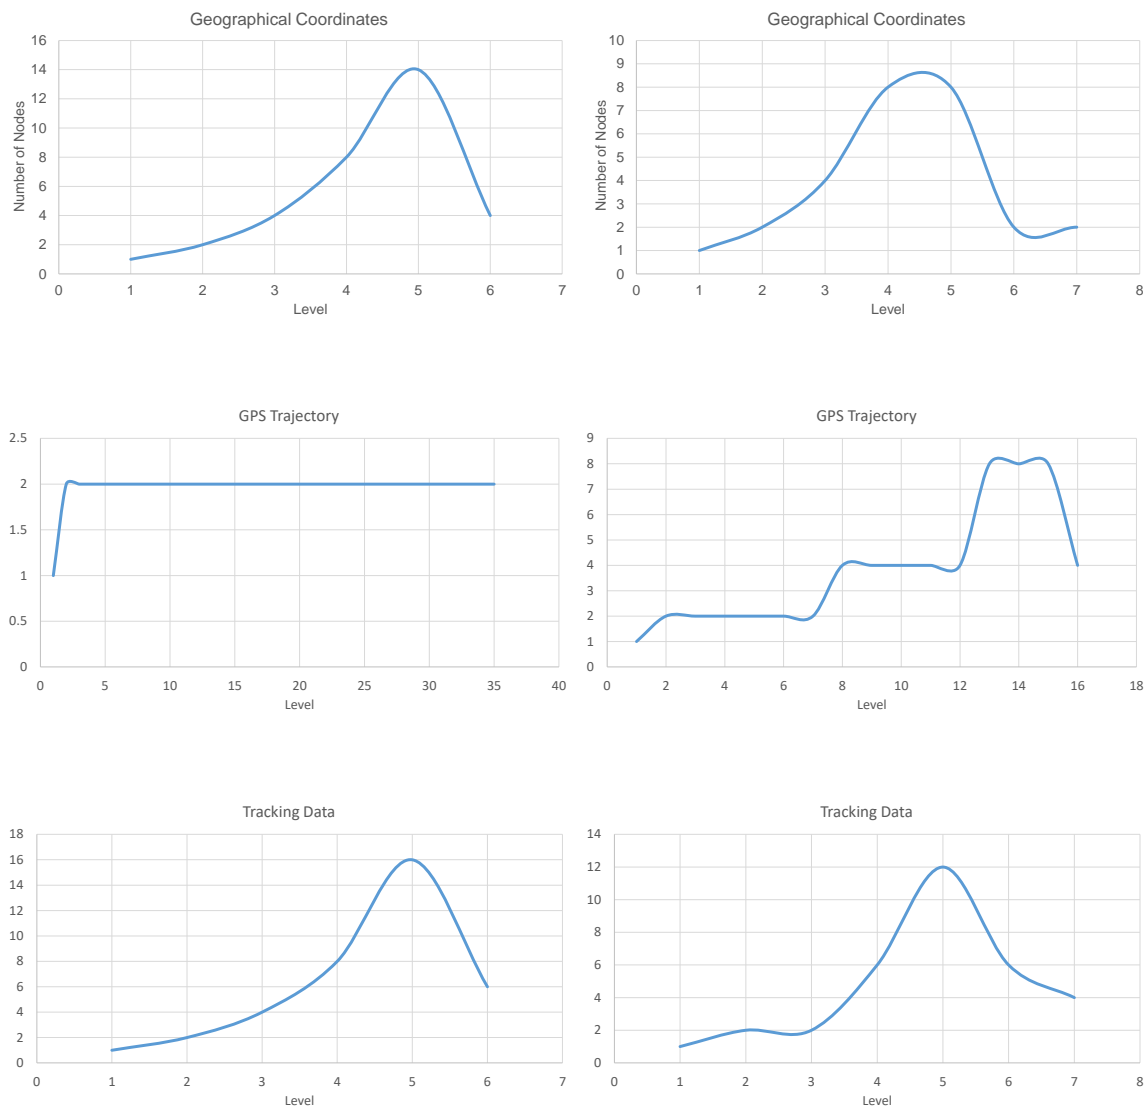 Geographical Coordinates
16
14
12
10
8
6
4
2
0
Number of Nodes
0 1 2 3 4 5 6 7
Level
Geographical Coordinates
10
9
8
7
6
5
4
3
2
1
0
Number of Nodes
0 1 2 3 4 5 6 7 8
Level
GPS Trajectory
2.5
2
1.5
1
0.5
0
0 5 10 15 20 25 30 35 40
Level
GPS Trajectory
9
8
7
6
5
4
3
2
1
0
0 2 4 6 8 10 12 14 16 18
Level
Tracking Data
18
16
14
12
10
8
6
4
2
0
0 1 2 3 4 5 6 7
Level
Tracking Data
14
12
10
8
6
4
2
0
0 1 2 3 4 5 6 7 8
Level